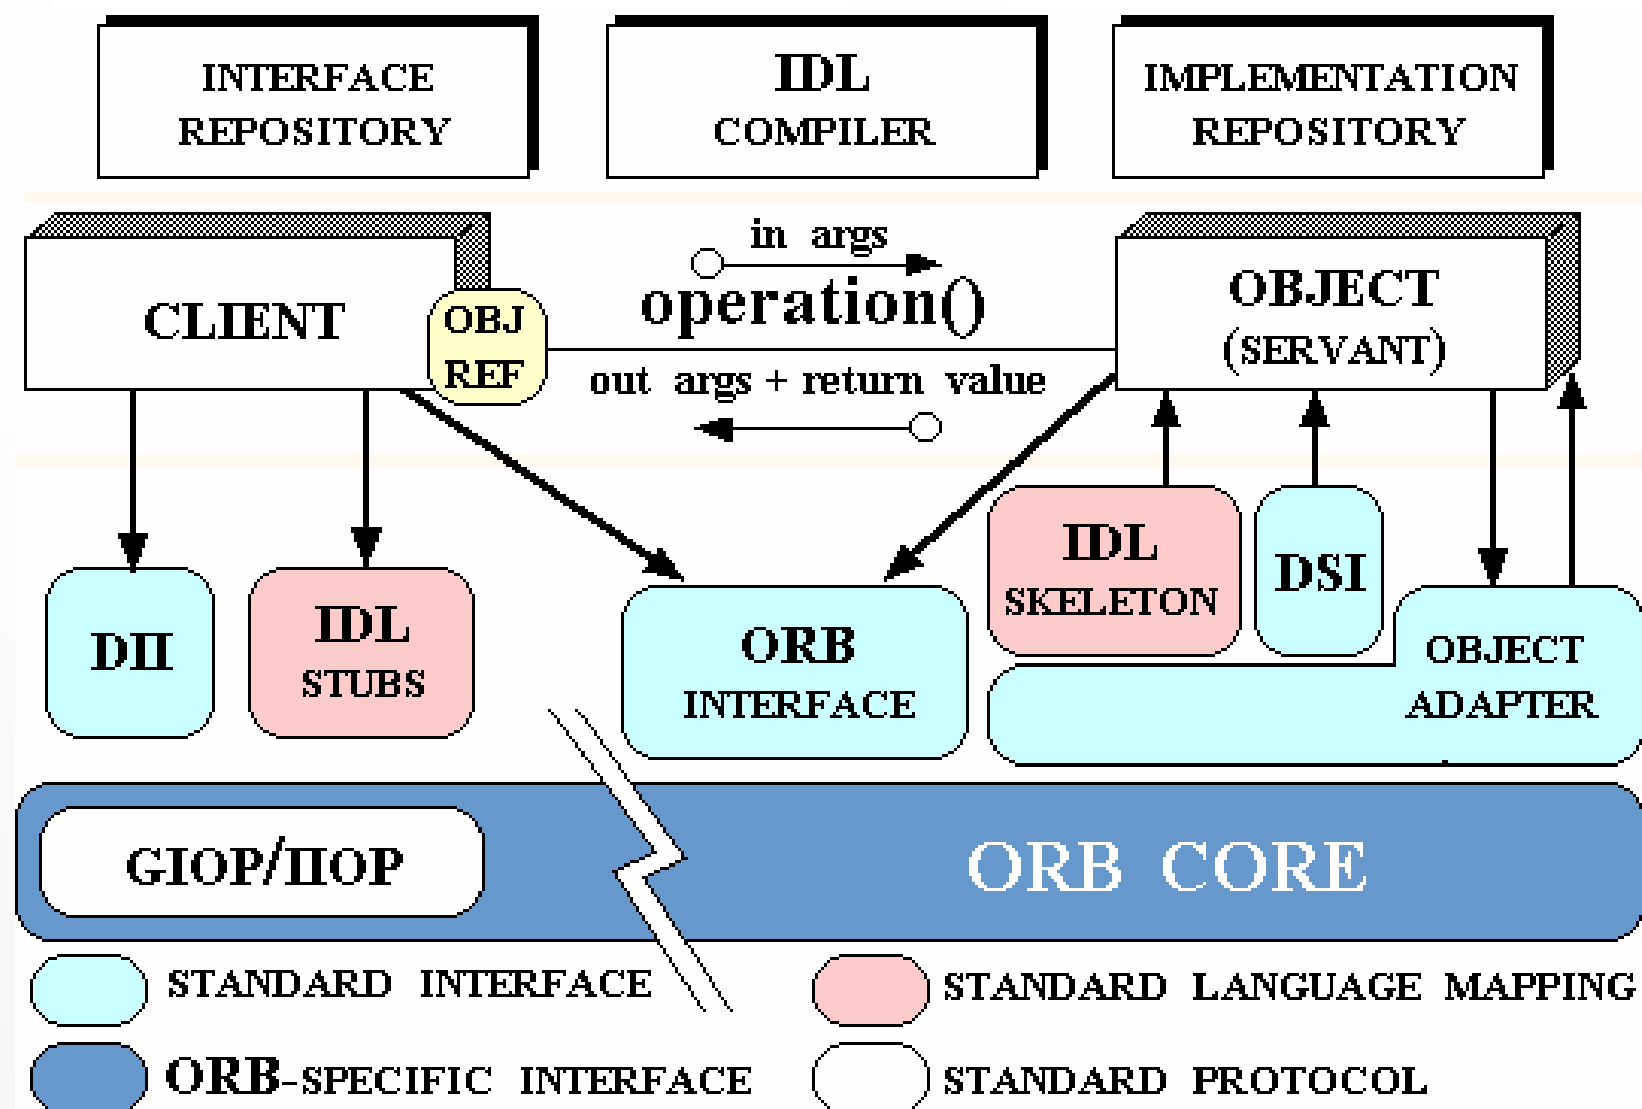 INTERFACE
REPOSITORY
IDL
COMPILER
IMPLEMENTATION
REPOSITORY
CLIENT
OBJ
REF
in args
operation()
out args + return value
OBJECT
(SERVANT)
DII
IDL
STUBS
ORB
INTERFACE
IDL
SKELETON
DSI
OBJECT
ADAPTER
GIOP/IIOP
ORB CORE
STANDARD INTERFACE
STANDARD LANGUAGE MAPPING
ORB-SPECIFIC INTERFACE
STANDARD PROTOCOL